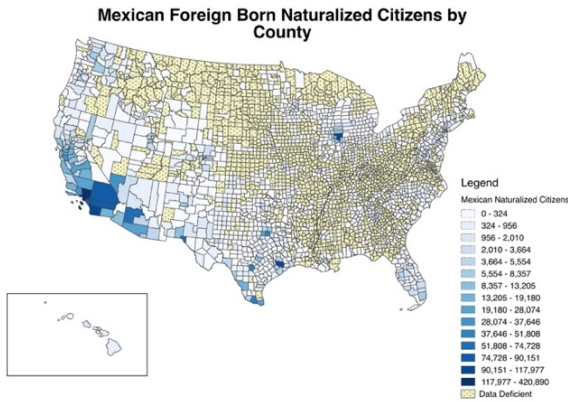 Mexican Foreign Born Naturalized Citizens by
County
Legend
Mexican Naturalized Citizens
0 - 324
324 - 956
956 - 2,010
2,010 - 3,664
3,664 - 5,554
5,554 - 8,357
8,357 - 13,205
13,205 - 19,180
19,180 - 28,074
28,074 - 37,646
37,646 - 51,808
51,808 - 74,728
74,728 - 90,151
90,151 - 117,977
117,977 - 420,890
Data Deficient